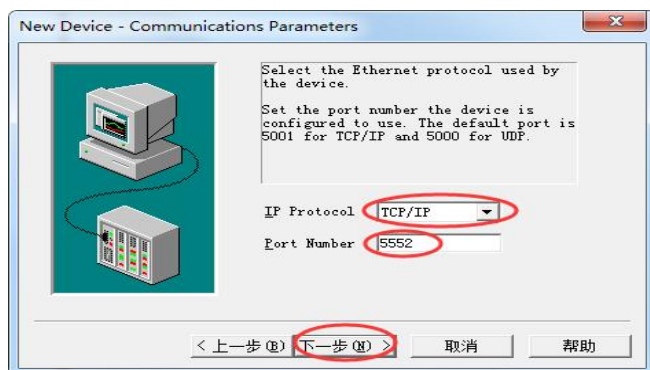 New Device - Communications Parameters
Select the Ethernet protocol used by
the device.
Set the port number the device is
configured to use. The default port is
5001 for TCP/IP and 5000 for UDP.
IP Protocol TCP/IP
Port Number 5552
< 上一步(B) 下一步(N) > 取消 帮助